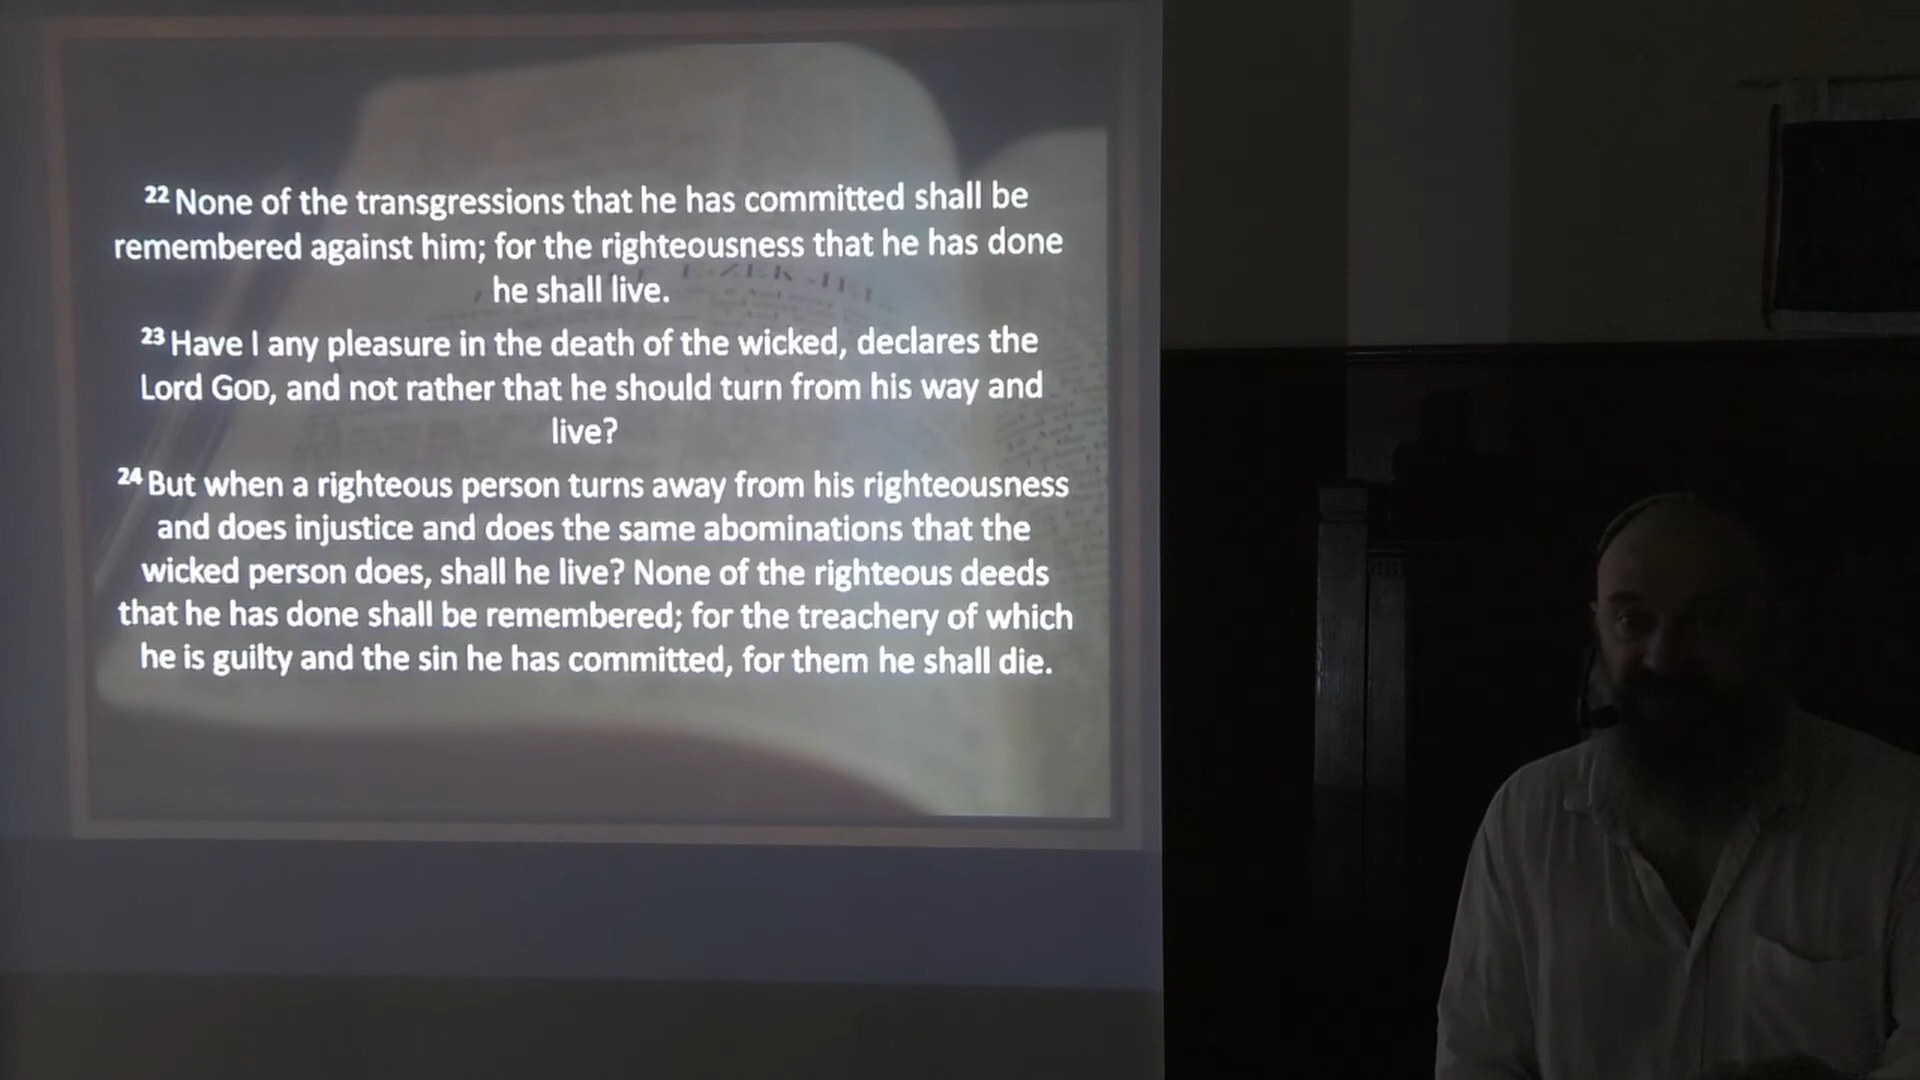 22 None of the transgressions that he has committed shall be
remembered against him; for the righteousness that he has done
he shall live.
23 Have I any pleasure in the death of the wicked, declares the
Lord GOD, and not rather that he should turn from his way and
live?
24 But when a righteous person turns away from his righteousness
and does injustice and does the same abominations that the
wicked person does, shall he live? None of the righteous deeds
that he has done shall be remembered; for the treachery of which
he is guilty and the sin he has committed, for them he shall die.